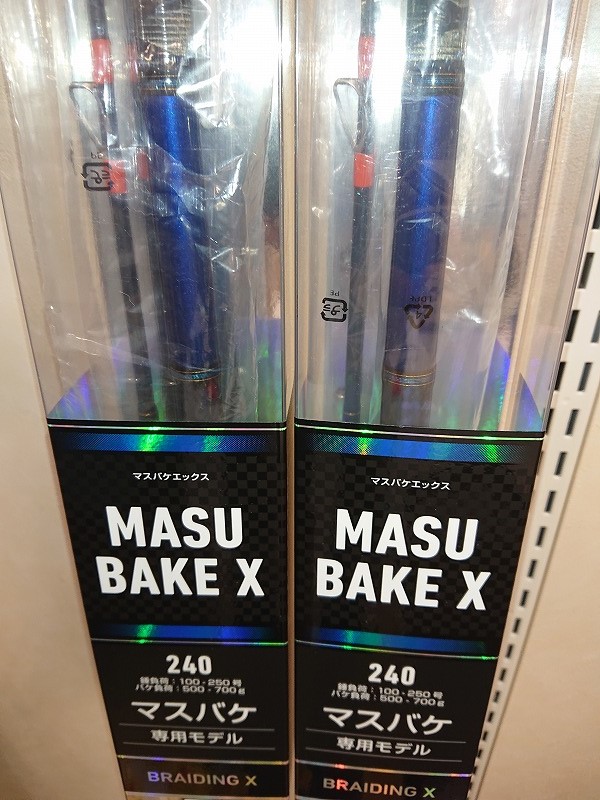 マスバケエックス
MASU
BAKE X
240
錘負荷：100-250号
バケ負荷：500-700g
マスバケ
専用モデル
BRAIDING X
プラ
PE
マスバケエックス
MASU
BAKE X
240
錘負荷：100-250号
バケ負荷：500-700g
マスバケ
専用モデル
BRAIDING X